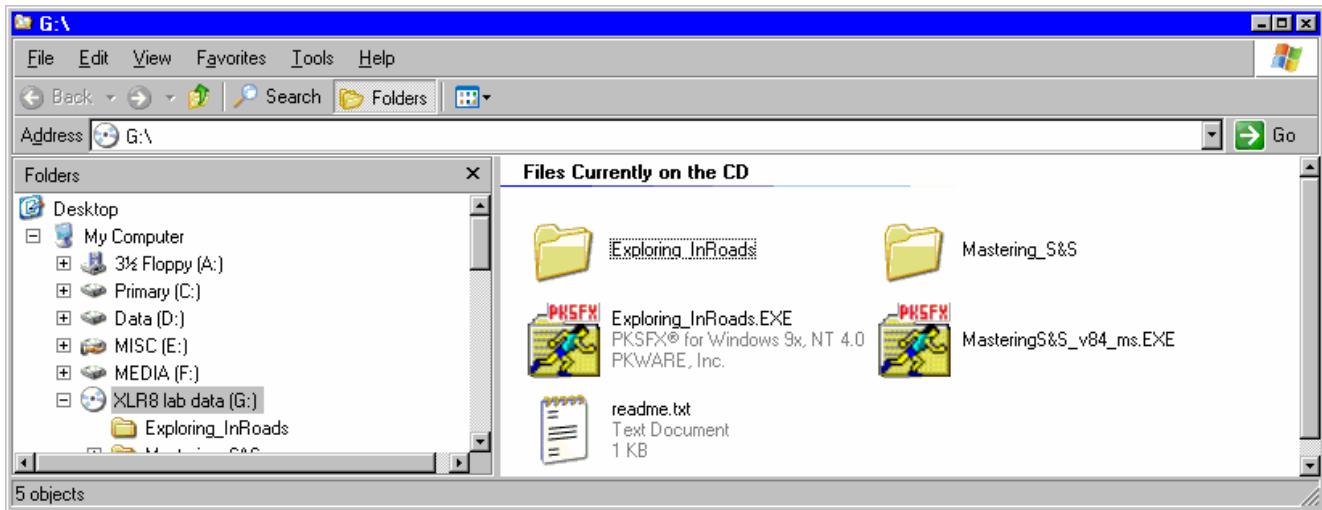 G:\
File Edit View Favorites Tools Help
Back Search Folders
Address G:\ Go
Folders
Desktop
My Computer
3½ Floppy (A:)
Primary (C:)
Data (D:)
MISC (E:)
MEDIA (F:)
XLR8 lab data (G:)
Exploring_InRoads
Files Currently on the CD
Exploring_InRoads
Mastering_S&S
PKSFX
Exploring_InRoads.EXE
PKSFX® for Windows 9x, NT 4.0
PKWARE, Inc.
PKSFX
MasteringS&S_v84_ms.EXE
readme.txt
Text Document
1 KB
5 objects